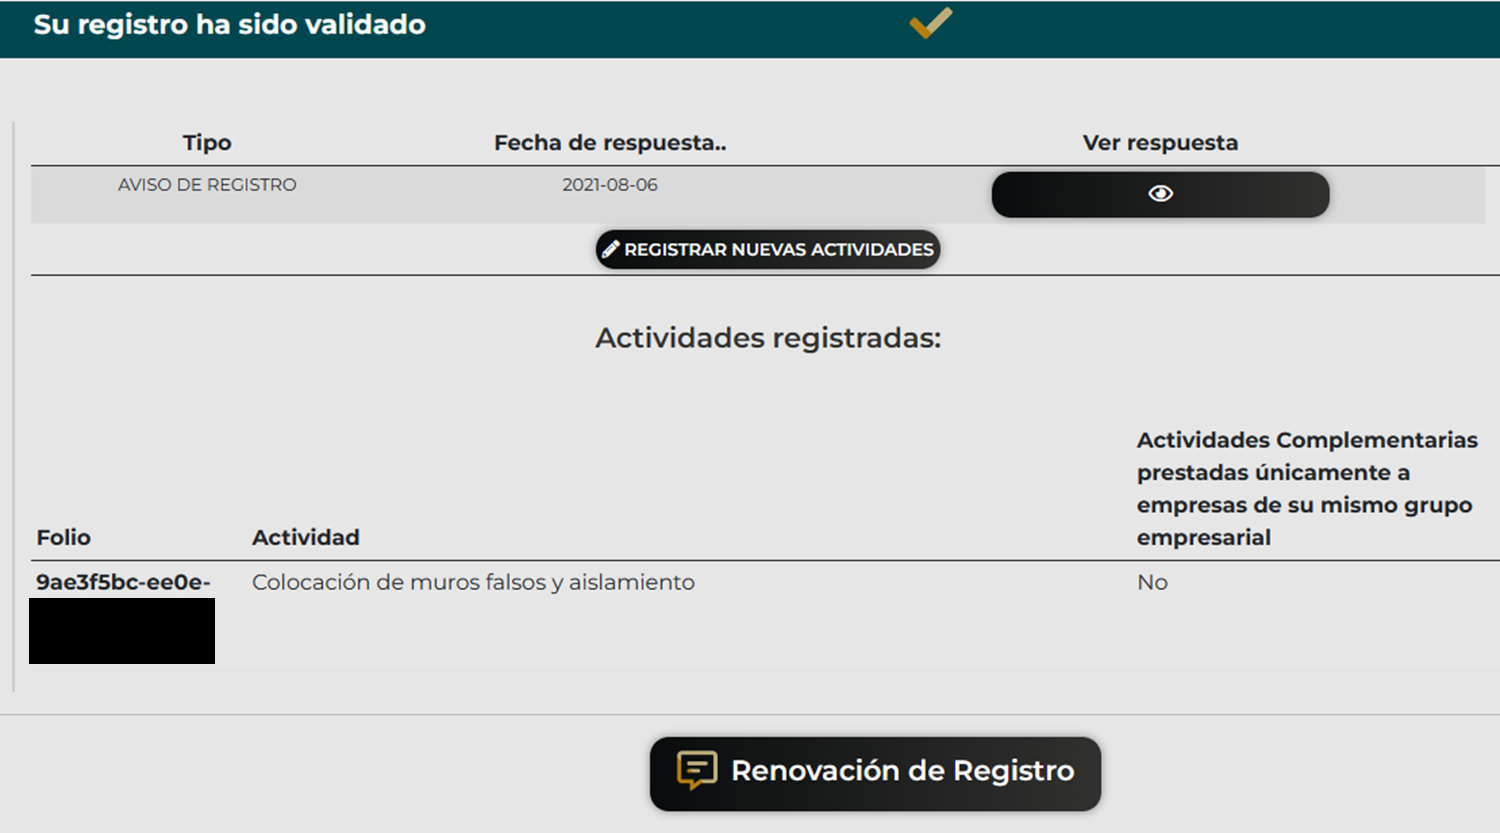 Su registro ha sido validado
Tipo Fecha de respuesta.. Ver respuesta
AVISO DE REGISTRO 2021-08-06
REGISTRAR NUEVAS ACTIVIDADES
Actividades registradas:
Actividades Complementarias
prestadas únicamente a
empresas de su mismo grupo
Folio Actividad empresarial
9ae3f5bc-ee0e- Colocación de muros falsos y aislamiento No
Renovación de Registro